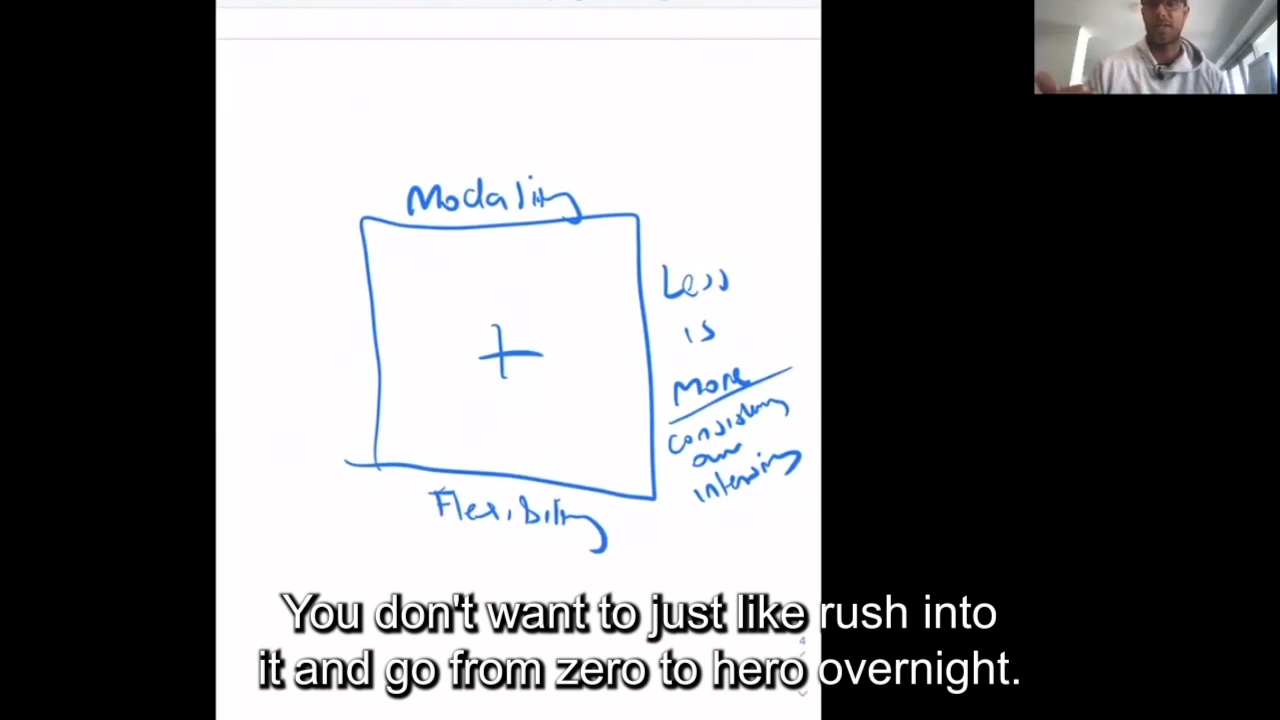 Modality
Less
is
More
consistency
over
intensity
Flexibility
4
You don't want to just like rush into
it and go from zero to hero overnight.